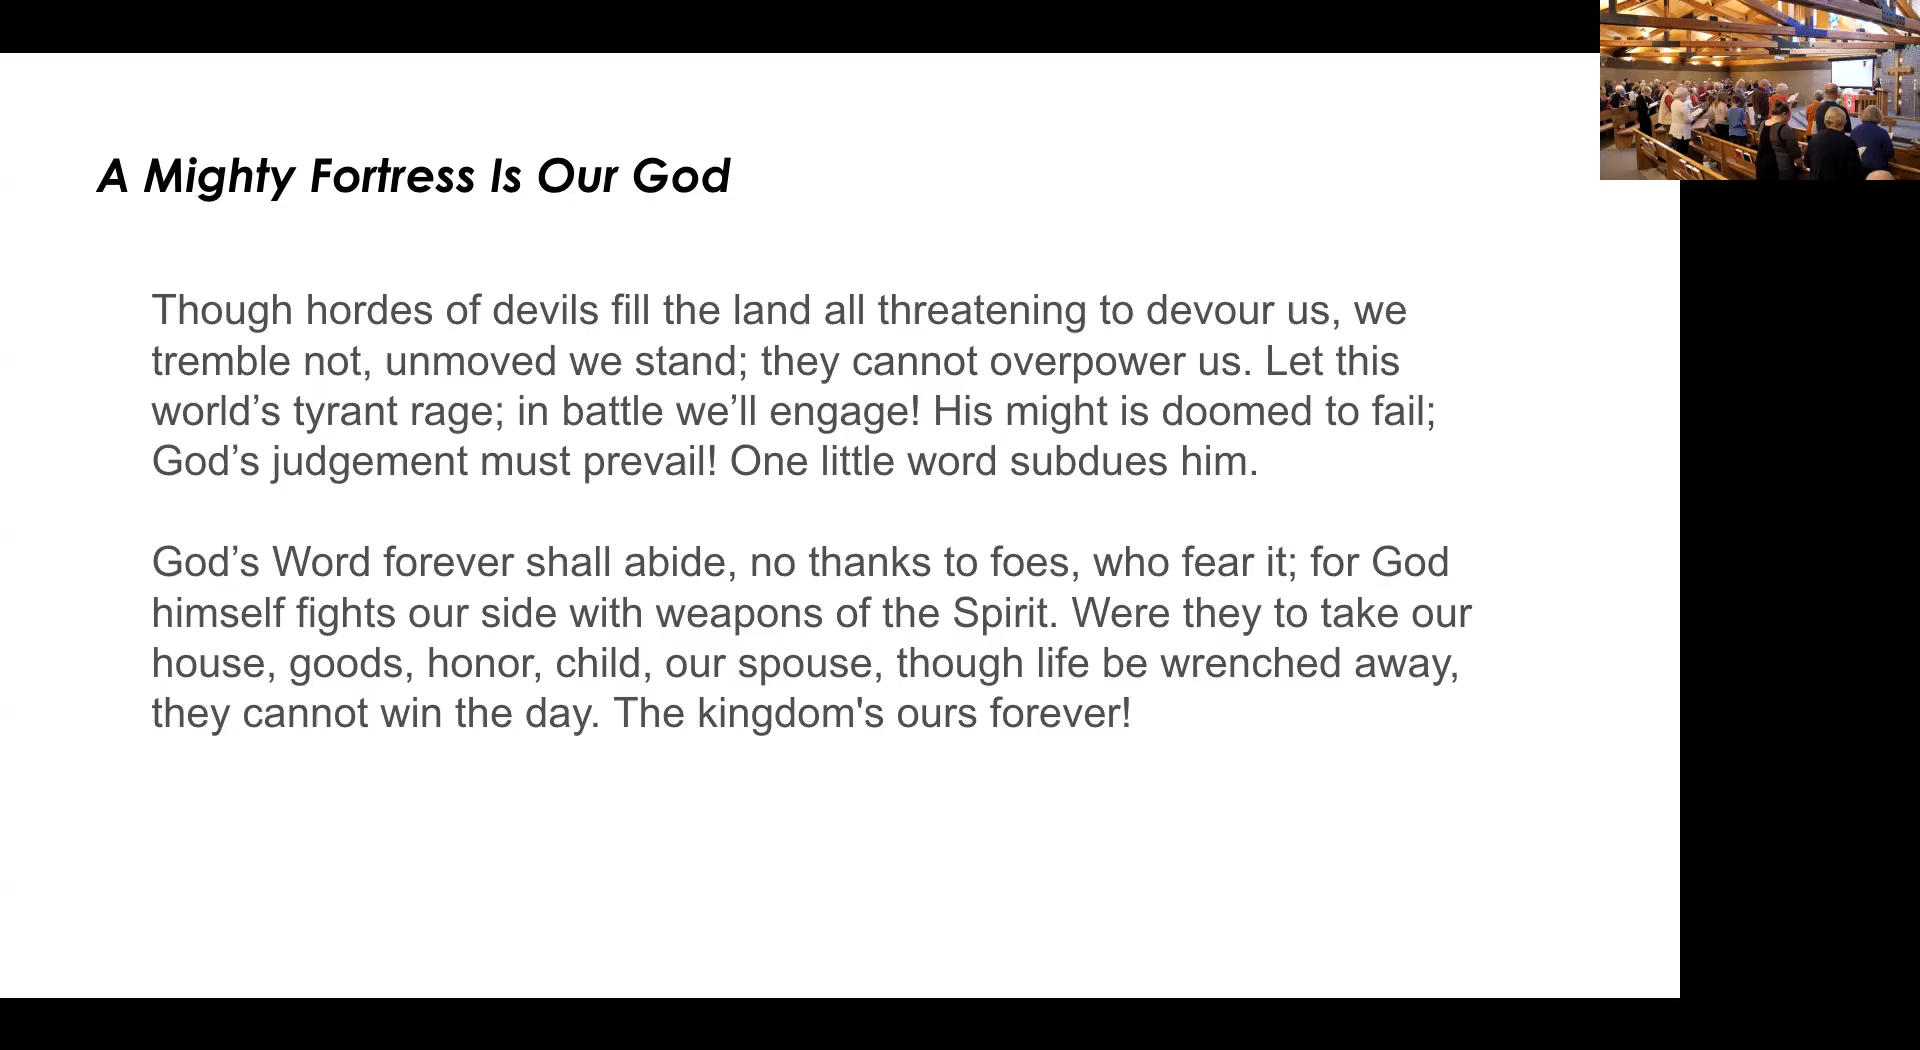 A Mighty Fortress Is Our God
Though hordes of devils fill the land all threatening to devour us, we
tremble not, unmoved we stand; they cannot overpower us. Let this
world’s tyrant rage; in battle we’ll engage! His might is doomed to fail;
God’s judgement must prevail! One little word subdues him.
God’s Word forever shall abide, no thanks to foes, who fear it; for God
himself fights our side with weapons of the Spirit. Were they to take our
house, goods, honor, child, our spouse, though life be wrenched away,
they cannot win the day. The kingdom's ours forever!